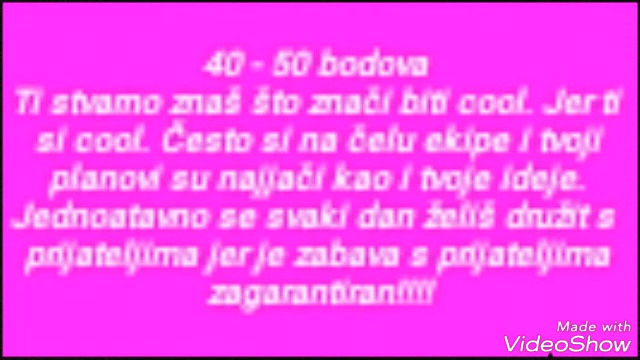 40 - 50 bodova
Ti stvarno znaš što znači biti cool. Jer ti
si cool. Često si na čelu ekipe i tvoji
planovi su najjači kao i tvoje ideje.
Jednoatavno se svaki dan želiš družit s
prijateljima jer je zabava s prijateljima
zagarantiran!!!!
Made with
VideoShow